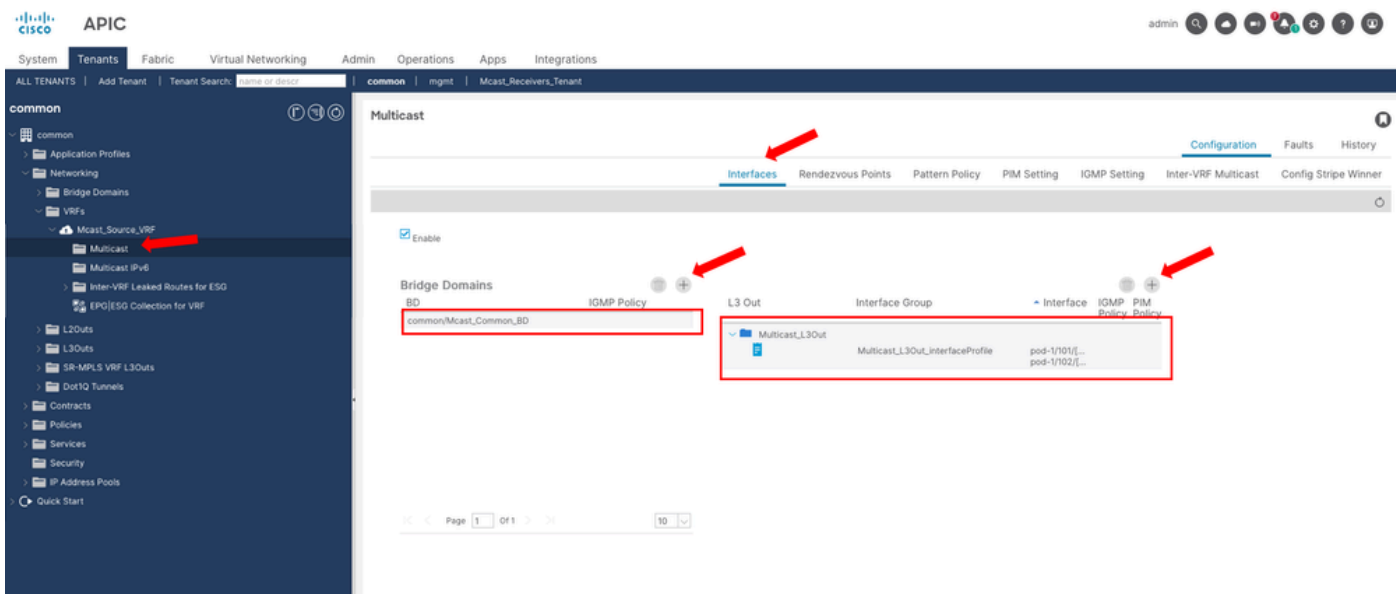 CISCO APIC admin
System Tenants Fabric Virtual Networking Admin Operations Apps Integrations
ALL TENANTS | Add Tenant | Tenant Search: name or descr | common | mgmt | Mcast_Receivers_Tenant
common
common
Application Profiles
Networking
Bridge Domains
VRFs
Mcast_Source_VRF
Multicast
Multicast IPv6
Inter-VRF Leaked Routes for ESG
EPG|ESG Collection for VRF
L2Outs
L3Outs
SR-MPLS VRF L3Outs
Dot1Q Tunnels
Contracts
Policies
Services
Security
IP Address Pools
Quick Start
Multicast
Configuration Faults History
Interfaces Rendezvous Points Pattern Policy PIM Setting IGMP Setting Inter-VRF Multicast Config Stripe Winner
Enable
Bridge Domains
BD IGMP Policy
common/Mcast_Common_BD
Page 1 Of 1 10
L3 Out Interface Group Interface IGMP Policy PIM Policy
Multicast_L3Out
Multicast_L3Out_interfaceProfile pod-1/101/[...
pod-1/102/[...